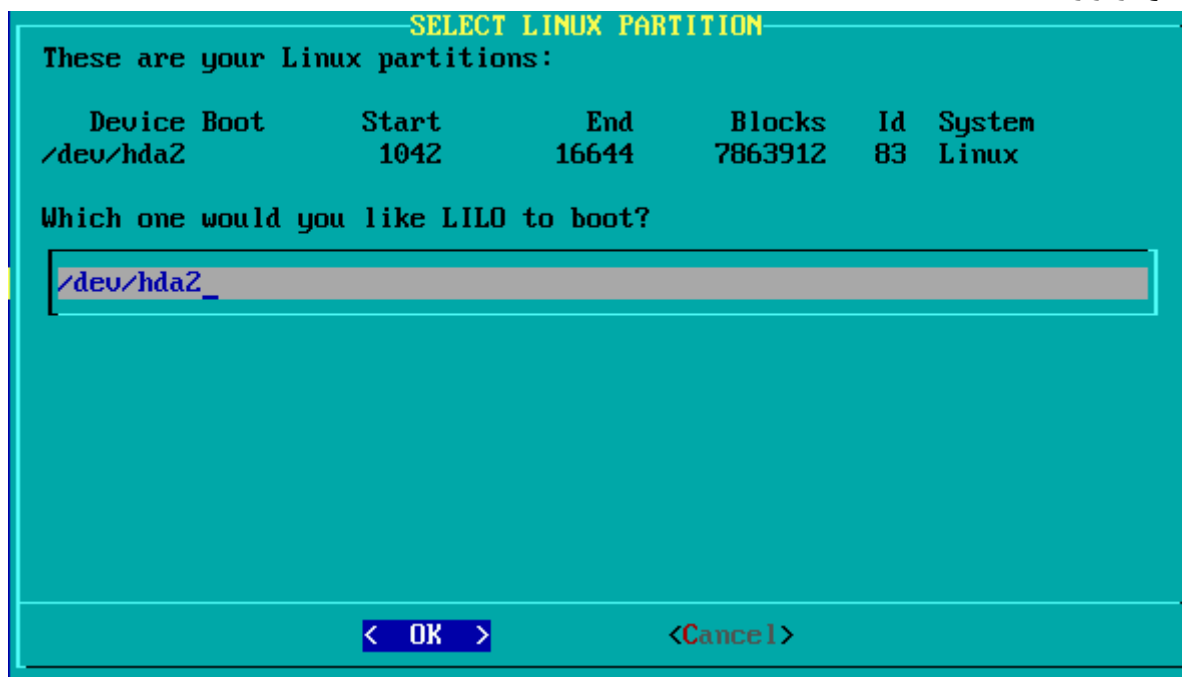 SELECT LINUX PARTITION
These are your Linux partitions:
Device Boot Start End Blocks Id System
/dev/hda2 1042 16644 7863912 83 Linux
Which one would you like LILO to boot?
/dev/hda2_
< OK > <Cancel>